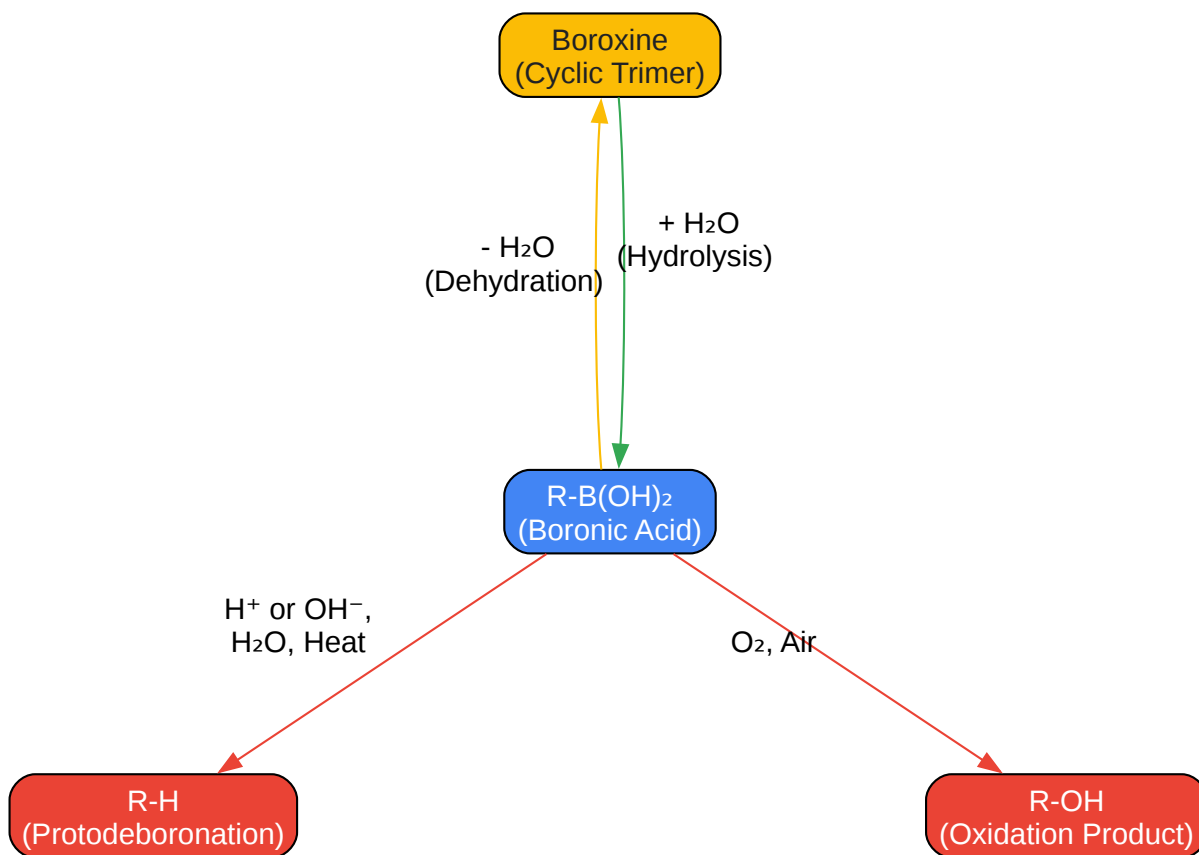 Boroxine
(Cyclic Trimer)
- H₂O
(Dehydration)
+ H₂O
(Hydrolysis)
R-B(OH)₂
(Boronic Acid)
H⁺ or OH⁻,
H₂O, Heat
O₂, Air
R-H
(Protodeboronation)
R-OH
(Oxidation Product)